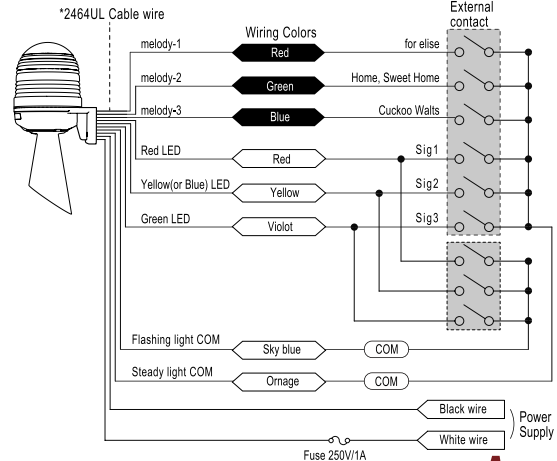 *2464UL Cable wire
External
contact
Wiring Colors
melody-1
Red
for elise
melody-2
Green
Home, Sweet Home
melody-3
Blue
Cuckoo Walts
Red LED
Red
Sig1
Yellow(or Blue) LED
Yellow
Sig2
Green LED
Violot
Sig3
Flashing light COM
Sky blue
COM
Steady light COM
Ornage
COM
Black wire
Power
Supply
White wire
Fuse 250V/1A